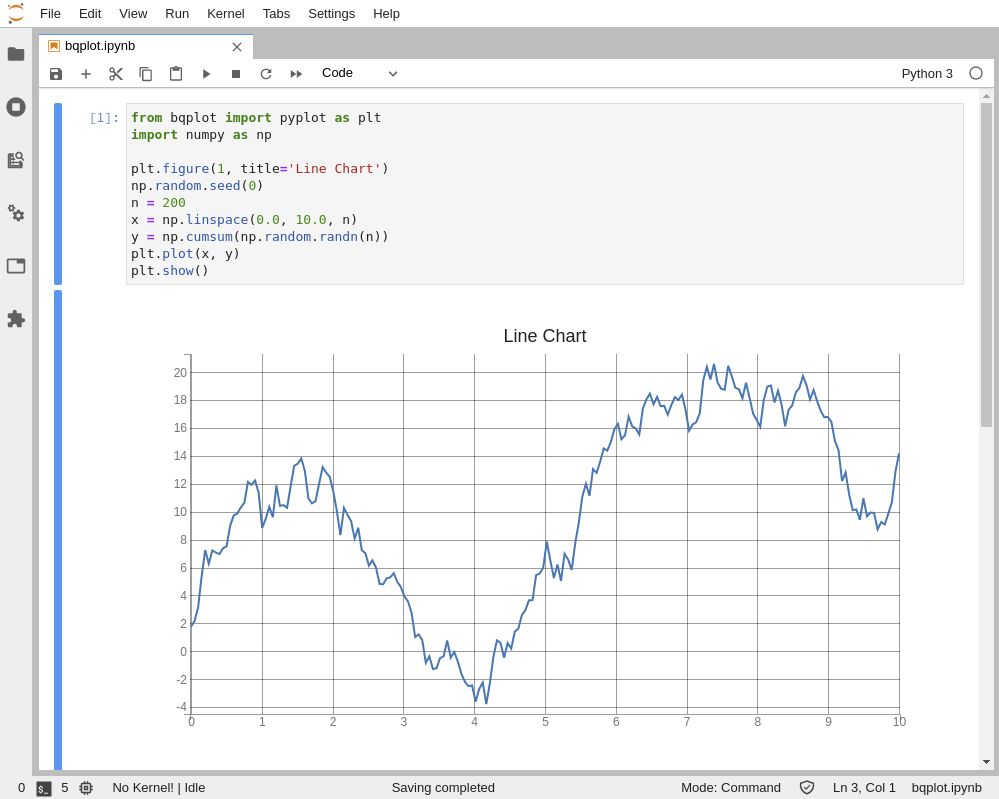 File Edit View Run Kernel Tabs Settings Help
bqplot.ipynb
Code Python 3
[1]: from bqplot import pyplot as plt
import numpy as np
plt.figure(1, title='Line Chart')
np.random.seed(0)
n = 200
x = np.linspace(0.0, 10.0, n)
y = np.cumsum(np.random.randn(n))
plt.plot(x, y)
plt.show()
Line Chart
20
18
16
14
12
10
8
6
4
2
0
-2
-4
0 1 2 3 4 5 6 7 8 9 10
0 $_ 5 No Kernel! | Idle Saving completed Mode: Command Ln 3, Col 1 bqplot.ipynb